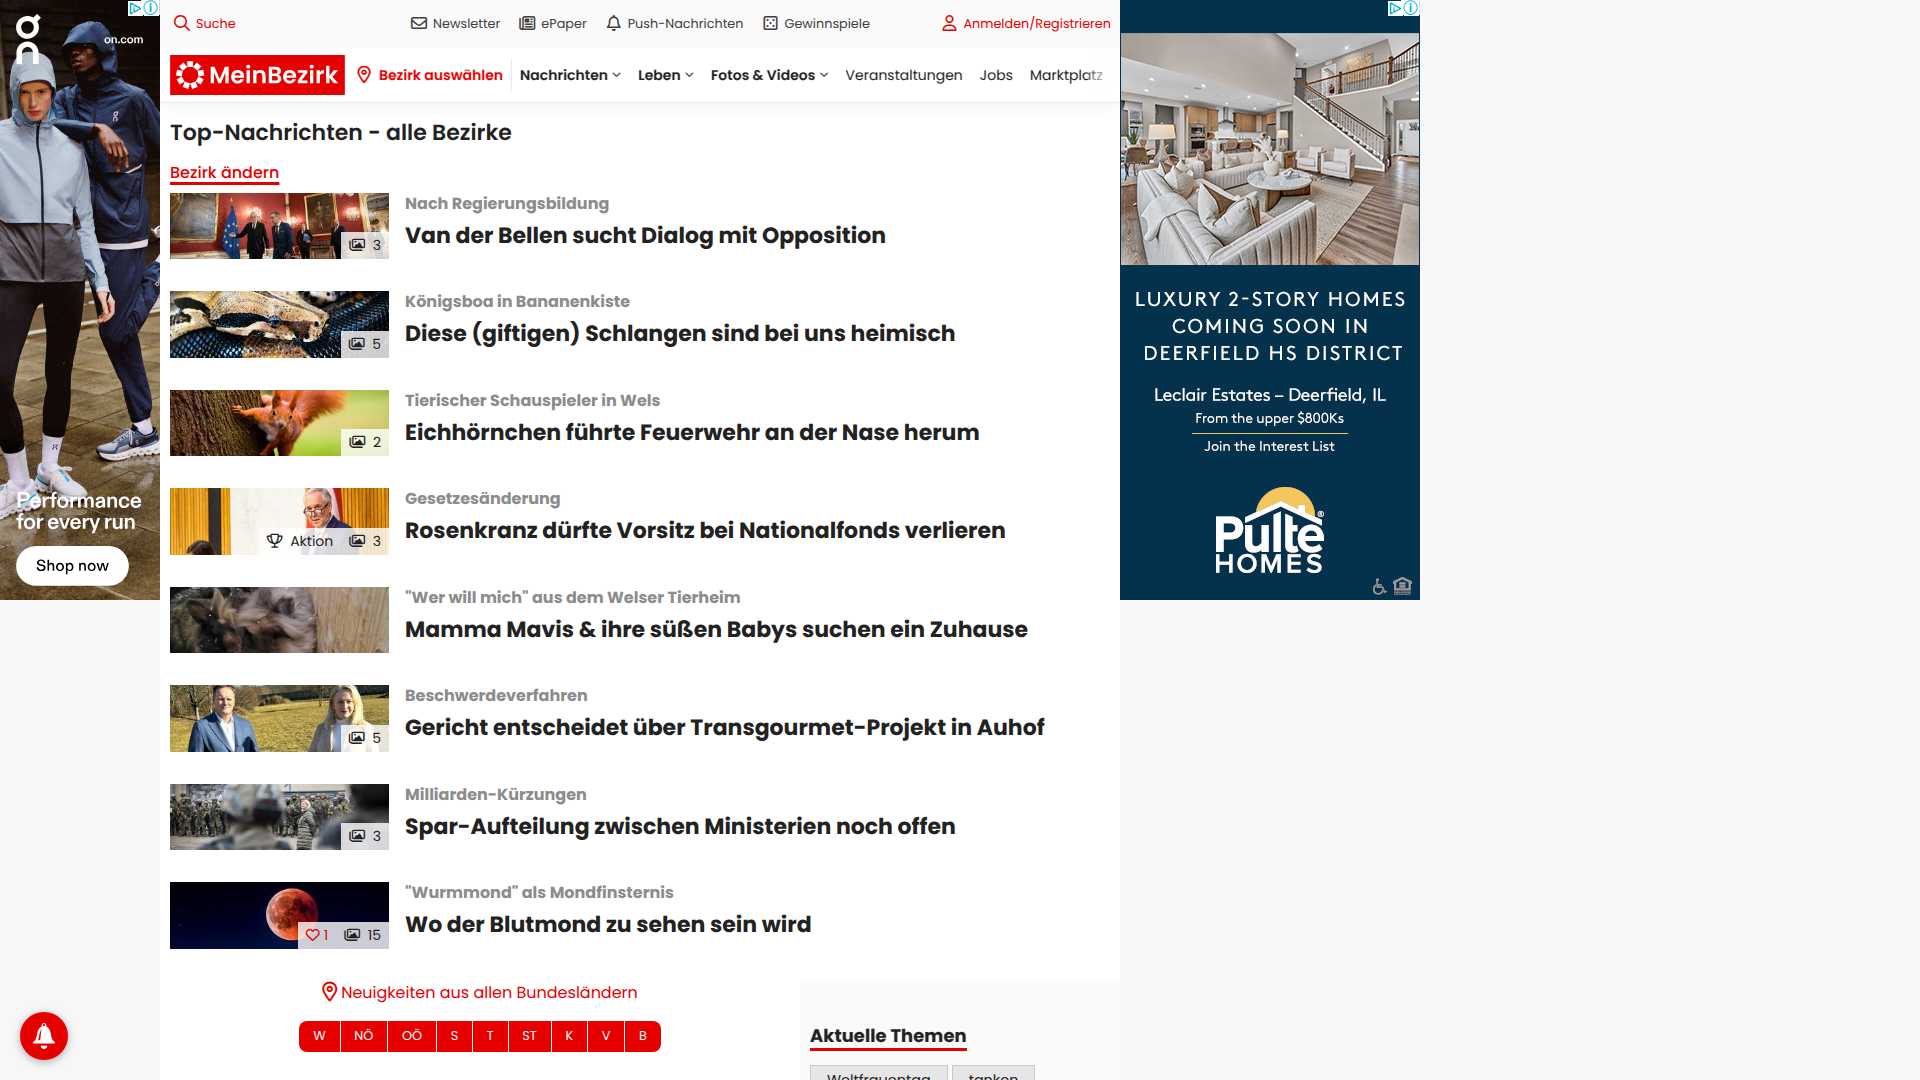 on.com
Performance
for every run
Shop now
Suche
Newsletter
ePaper
Push-Nachrichten
Gewinnspiele
Anmelden/Registrieren
MeinBezirk
Bezirk auswählen
Nachrichten
Leben
Fotos & Videos
Veranstaltungen
Jobs
Marktplatz
Top-Nachrichten - alle Bezirke
Bezirk ändern
3
Nach Regierungsbildung
Van der Bellen sucht Dialog mit Opposition
5
Königsboa in Bananenkiste
Diese (giftigen) Schlangen sind bei uns heimisch
2
Tierischer Schauspieler in Wels
Eichhörnchen führte Feuerwehr an der Nase herum
Aktion 3
Gesetzesänderung
Rosenkranz dürfte Vorsitz bei Nationalfonds verlieren
"Wer will mich" aus dem Welser Tierheim
Mamma Mavis & ihre süßen Babys suchen ein Zuhause
5
Beschwerdeverfahren
Gericht entscheidet über Transgourmet-Projekt in Auhof
3
Milliarden-Kürzungen
Spar-Aufteilung zwischen Ministerien noch offen
1 15
"Wurmmond" als Mondfinsternis
Wo der Blutmond zu sehen sein wird
Neuigkeiten aus allen Bundesländern
W NÖ OÖ S T ST K V B
Aktuelle Themen
Weltfrauentag
tanken
LUXURY 2-STORY HOMES
COMING SOON IN
DEERFIELD HS DISTRICT
Leclair Estates – Deerfield, IL
From the upper $800Ks
Join the Interest List
Pulte®
HOMES